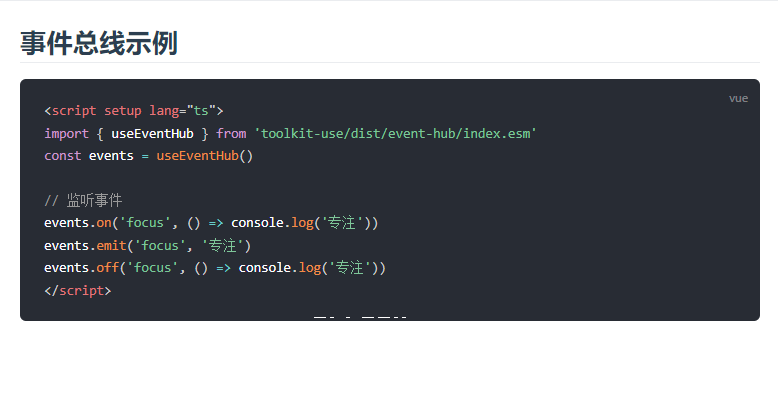 事件总线示例
vue
<script setup lang="ts">
import { useEventHub } from 'toolkit-use/dist/event-hub/index.esm'
const events = useEventHub()
// 监听事件
events.on('focus', () => console.log('专注'))
events.emit('focus', '专注')
events.off('focus', () => console.log('专注'))
</script>